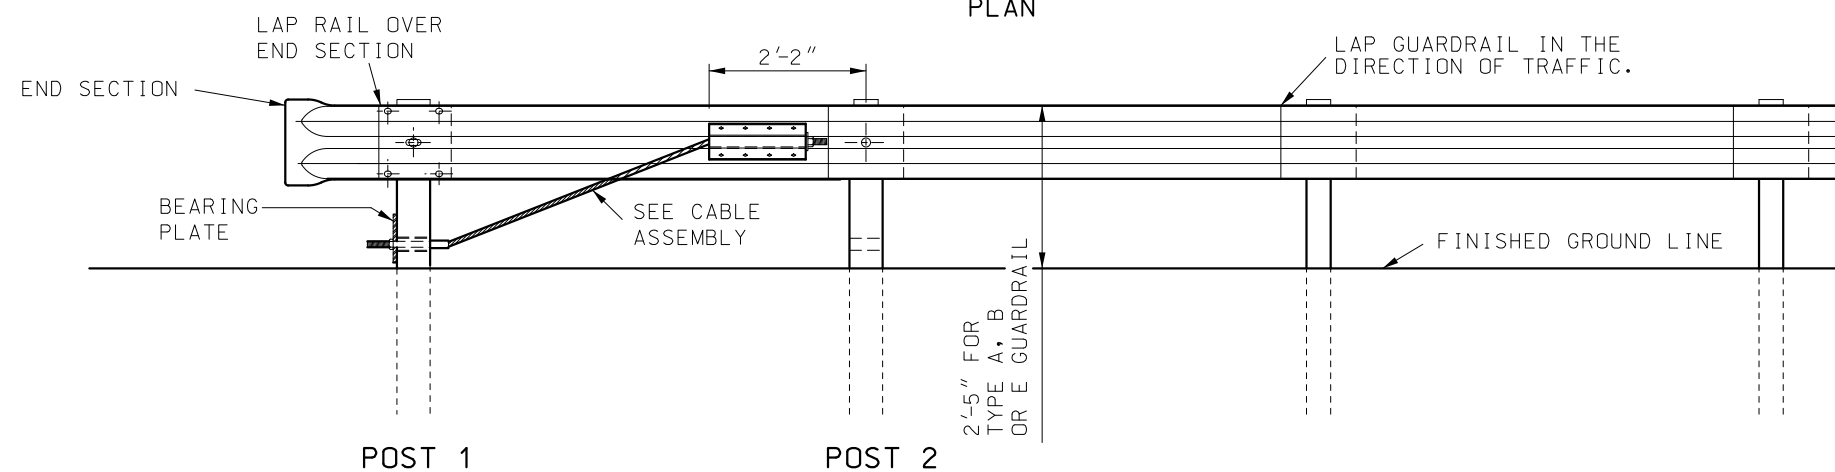 PLAN
LAP RAIL OVER
END SECTION
2'-2"
LAP GUARDRAIL IN THE
DIRECTION OF TRAFFIC.
END SECTION
BEARING
PLATE
SEE CABLE
ASSEMBLY
FINISHED GROUND LINE
2'-5" FOR
TYPE A, B
OR E GUARDRAIL
POST 1
POST 2